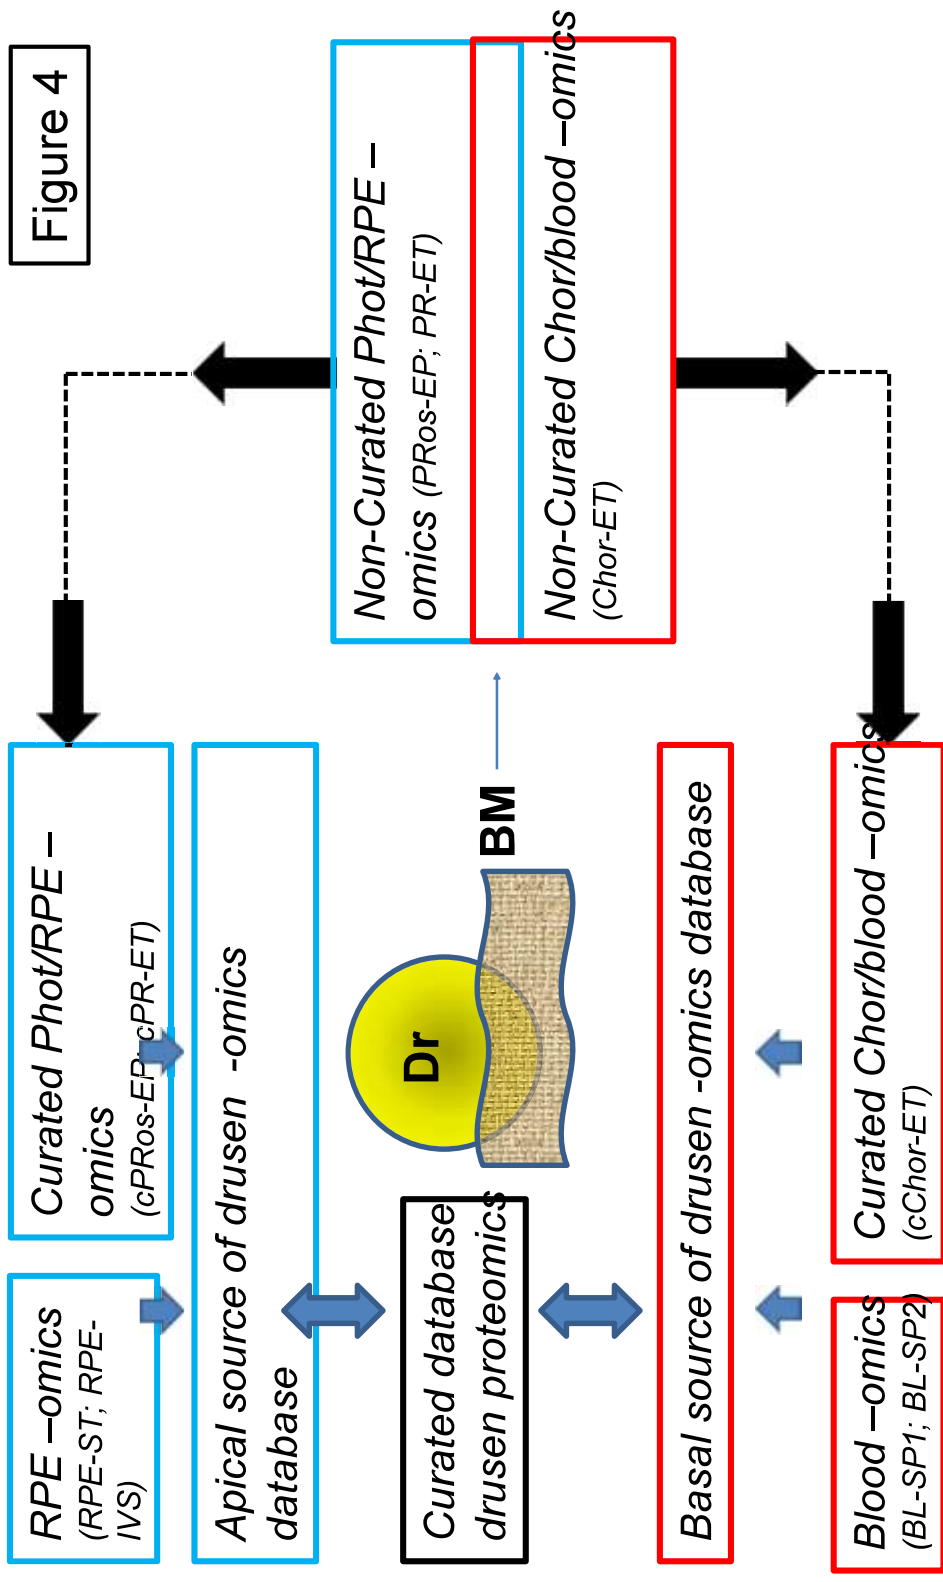 Figure 4
RPE –omics
(RPE-ST; RPE-
IVS)
Curated Phot/RPE –
omics
(cPRos-EP; cPR-ET)
Apical source of drusen -omics
database
Non-Curated Phot/RPE –
omics (PRos-EP; PR-ET)
Curated database
drusen proteomics
Dr
BM
Non-Curated Chor/blood –omics
(Chor-ET)
Basal source of drusen -omics database
Blood –omics
(BL-SP1; BL-SP2)
Curated Chor/blood –omics
(cChor-ET)